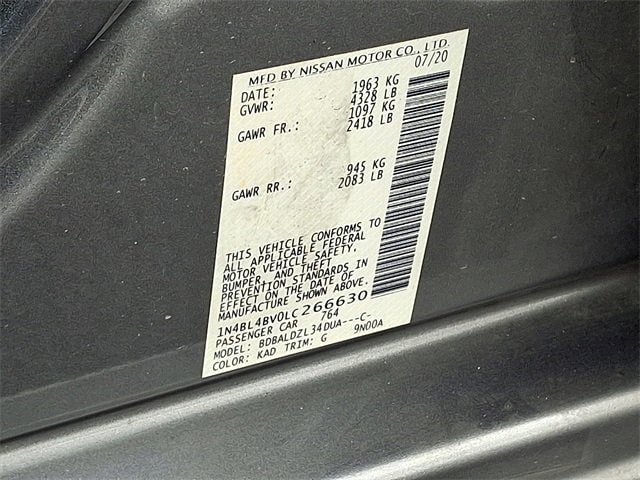 MFD BY NISSAN MOTOR CO., LTD.
DATE: 07/20
GVWR: 1963 KG
4328 LB
GAWR FR.: 1097 KG
2418 LB
GAWR RR.: 945 KG
2083 LB
THIS VEHICLE CONFORMS TO
ALL APPLICABLE FEDERAL
MOTOR VEHICLE SAFETY,
BUMPER, AND THEFT
PREVENTION STANDARDS IN
EFFECT ON THE DATE OF
MANUFACTURE SHOWN ABOVE.
1N4BL4BV0LC266630
PASSENGER CAR 764
MODEL: BDBALDZL34DUA---C-
COLOR: KAD TRIM: G 9N00A